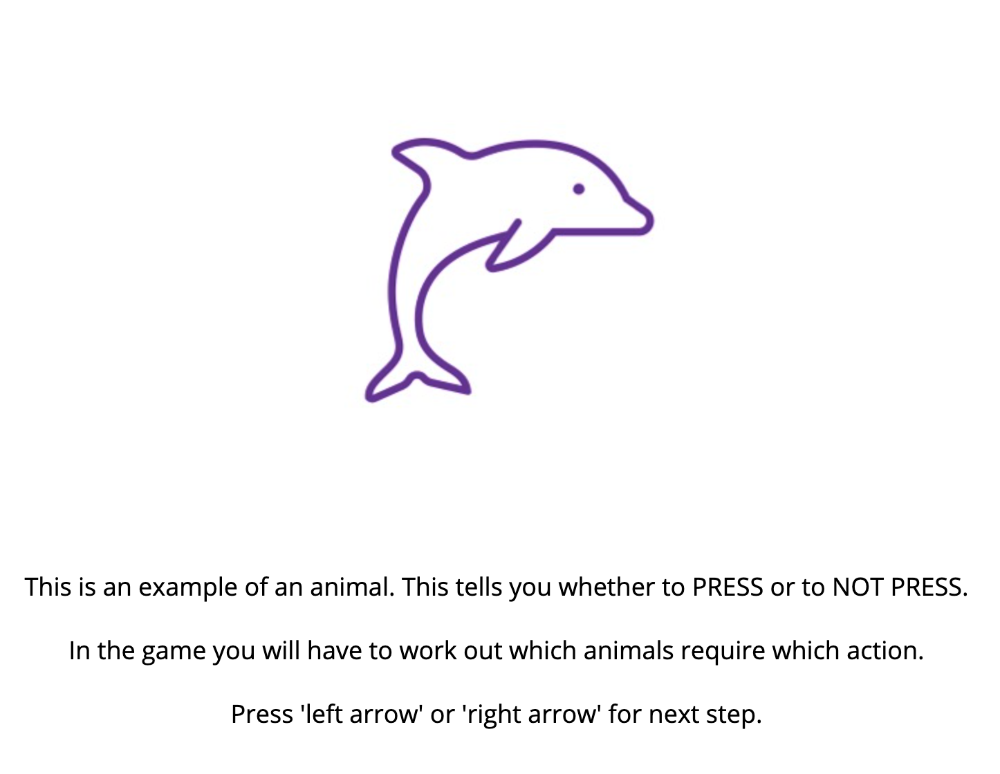 This is an example of an animal. This tells you whether to PRESS or to NOT PRESS.
In the game you will have to work out which animals require which action.
Press 'left arrow' or 'right arrow' for next step.